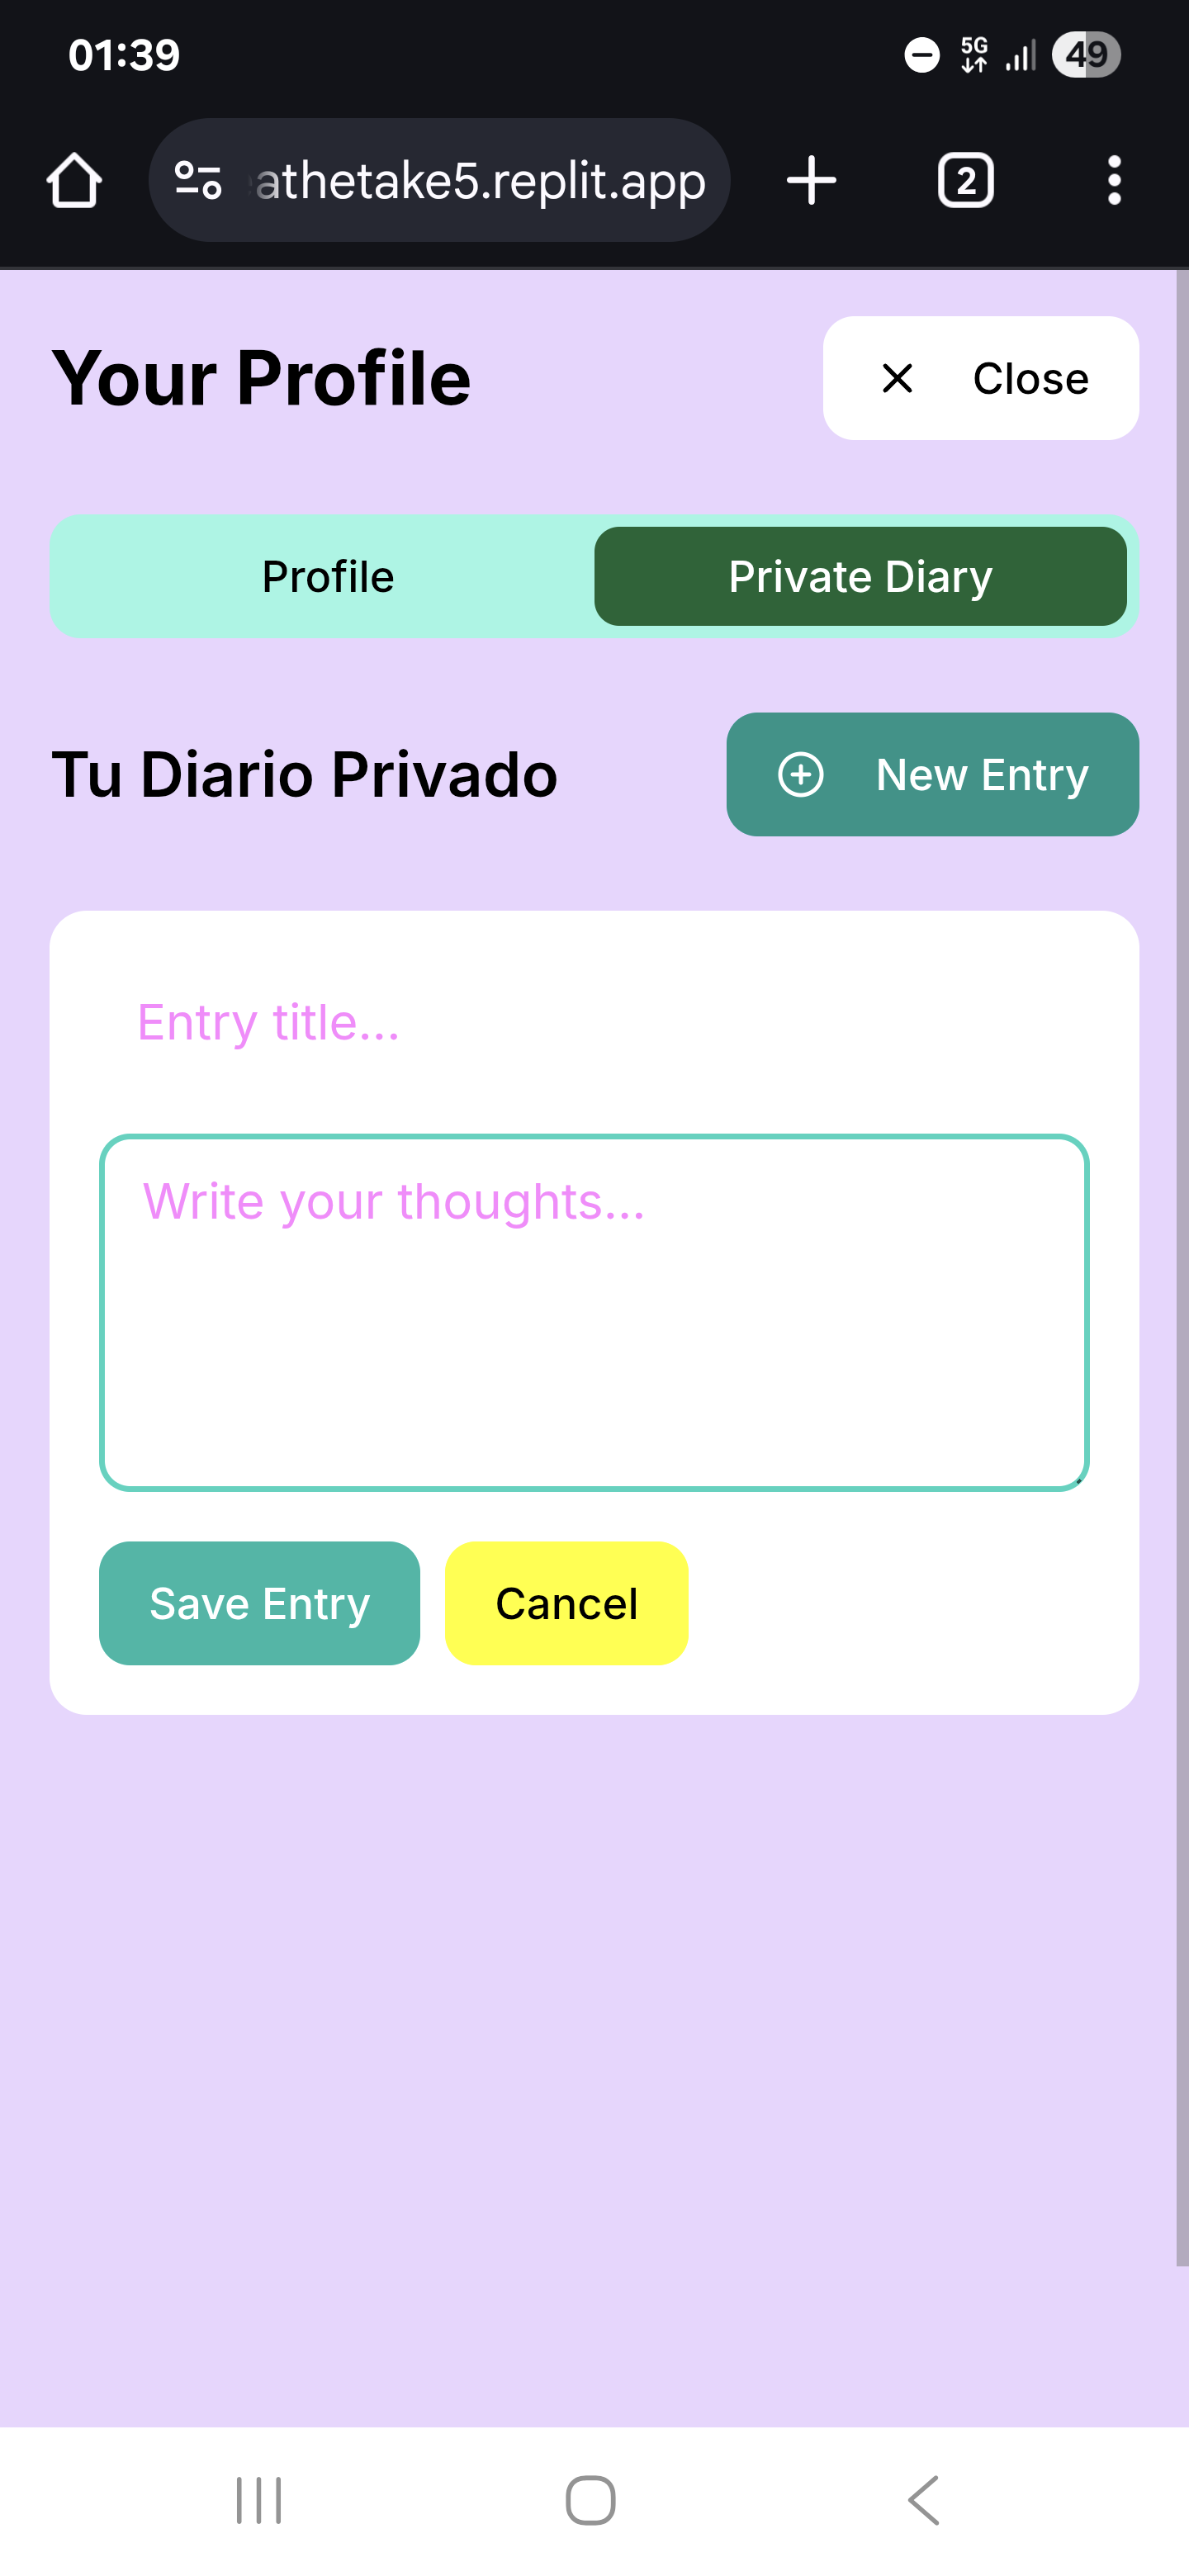 01:39
5G
49
athetake5.replit.app
2
Your Profile
Close
Profile
Private Diary
Tu Diario Privado
New Entry
Entry title...
Write your thoughts...
Save Entry
Cancel